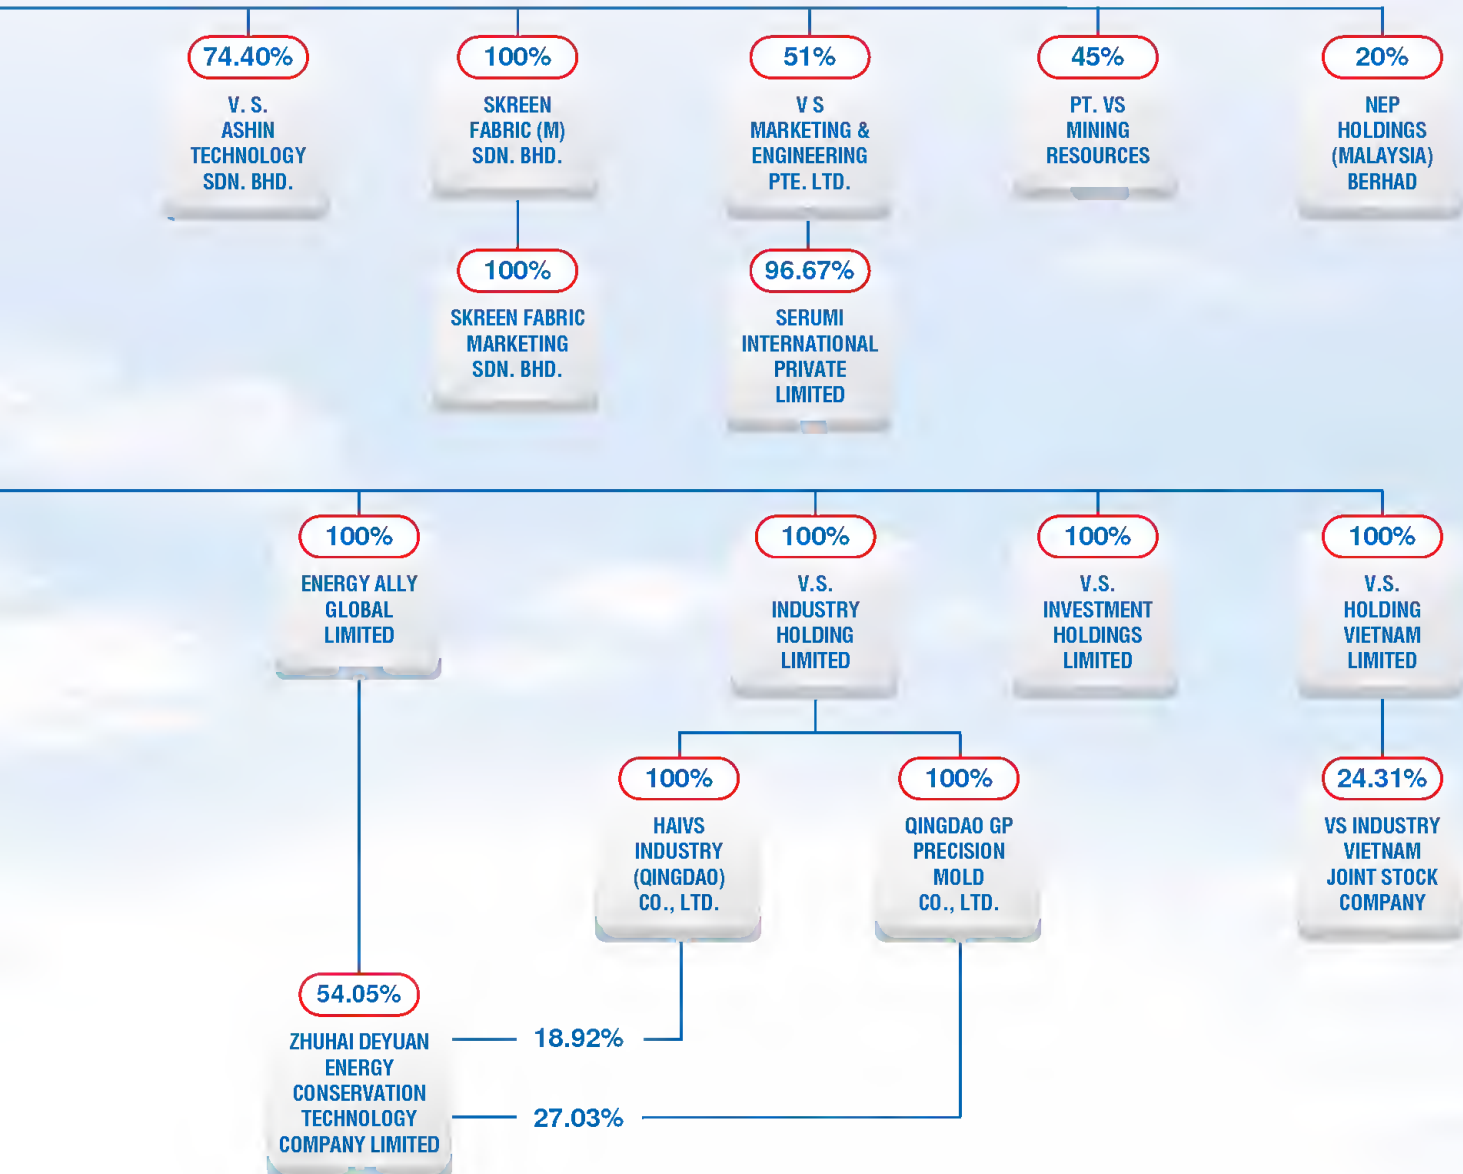 74.40%
V. S.
ASHIN
TECHNOLOGY
SDN. BHD.
100%
SKREEN
FABRIC (M)
SDN. BHD.
51%
V S
MARKETING &
ENGINEERING
PTE. LTD.
45%
PT. VS
MINING
RESOURCES
20%
NEP
HOLDINGS
(MALAYSIA)
BERHAD
100%
SKREEN FABRIC
MARKETING
SDN. BHD.
96.67%
SERUMI
INTERNATIONAL
PRIVATE
LIMITED
100%
ENERGY ALLY
GLOBAL
LIMITED
100%
V.S.
INDUSTRY
HOLDING
LIMITED
100%
V.S.
INVESTMENT
HOLDINGS
LIMITED
100%
V.S.
HOLDING
VIETNAM
LIMITED
100%
HAIVS
INDUSTRY
(QINGDAO)
CO., LTD.
100%
QINGDAO GP
PRECISION
MOLD
CO., LTD.
24.31%
VS INDUSTRY
VIETNAM
JOINT STOCK
COMPANY
54.05%
ZHUHAI DEYUAN
ENERGY
CONSERVATION
TECHNOLOGY
COMPANY LIMITED
18.92%
27.03%